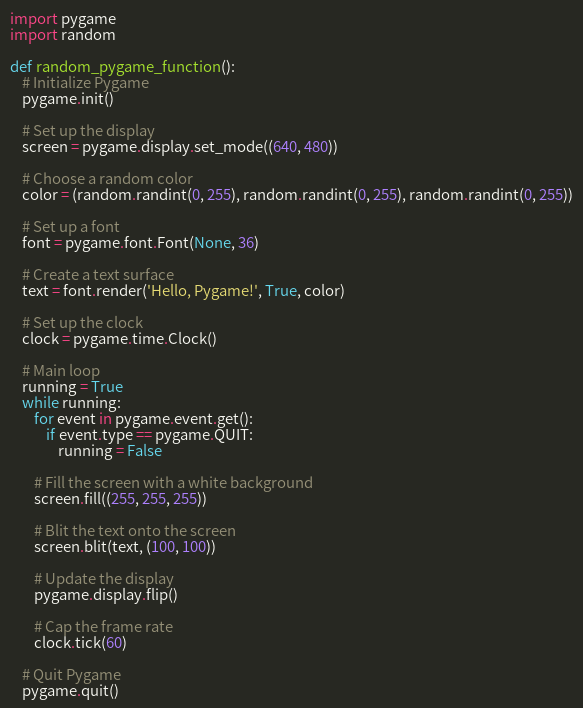 import pygame
import random

def random_pygame_function():
    # Initialize Pygame
    pygame.init()

    # Set up the display
    screen = pygame.display.set_mode((640, 480))

    # Choose a random color
    color = (random.randint(0, 255), random.randint(0, 255), random.randint(0, 255))

    # Set up a font
    font = pygame.font.Font(None, 36)

    # Create a text surface
    text = font.render('Hello, Pygame!', True, color)

    # Set up the clock
    clock = pygame.time.Clock()

    # Main loop
    running = True
    while running:
        for event in pygame.event.get():
            if event.type == pygame.QUIT:
                running = False

        # Fill the screen with a white background
        screen.fill((255, 255, 255))

        # Blit the text onto the screen
        screen.blit(text, (100, 100))

        # Update the display
        pygame.display.flip()

        # Cap the frame rate
        clock.tick(60)

    # Quit Pygame
    pygame.quit()